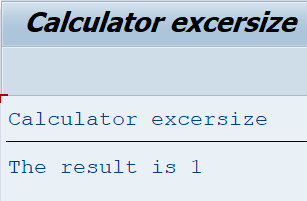 Calculator excersize
Calculator excersize
The result is 1